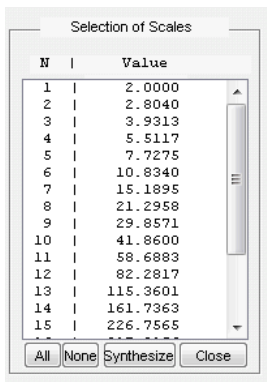 Selection of Scales
N | Value
1 | 2.0000
2 | 2.8040
3 | 3.9313
4 | 5.5117
5 | 7.7275
6 | 10.8340
7 | 15.1895
8 | 21.2958
9 | 29.8571
10 | 41.8600
11 | 58.6883
12 | 82.2817
13 | 115.3601
14 | 161.7363
15 | 226.7565
All None Synthesize Close